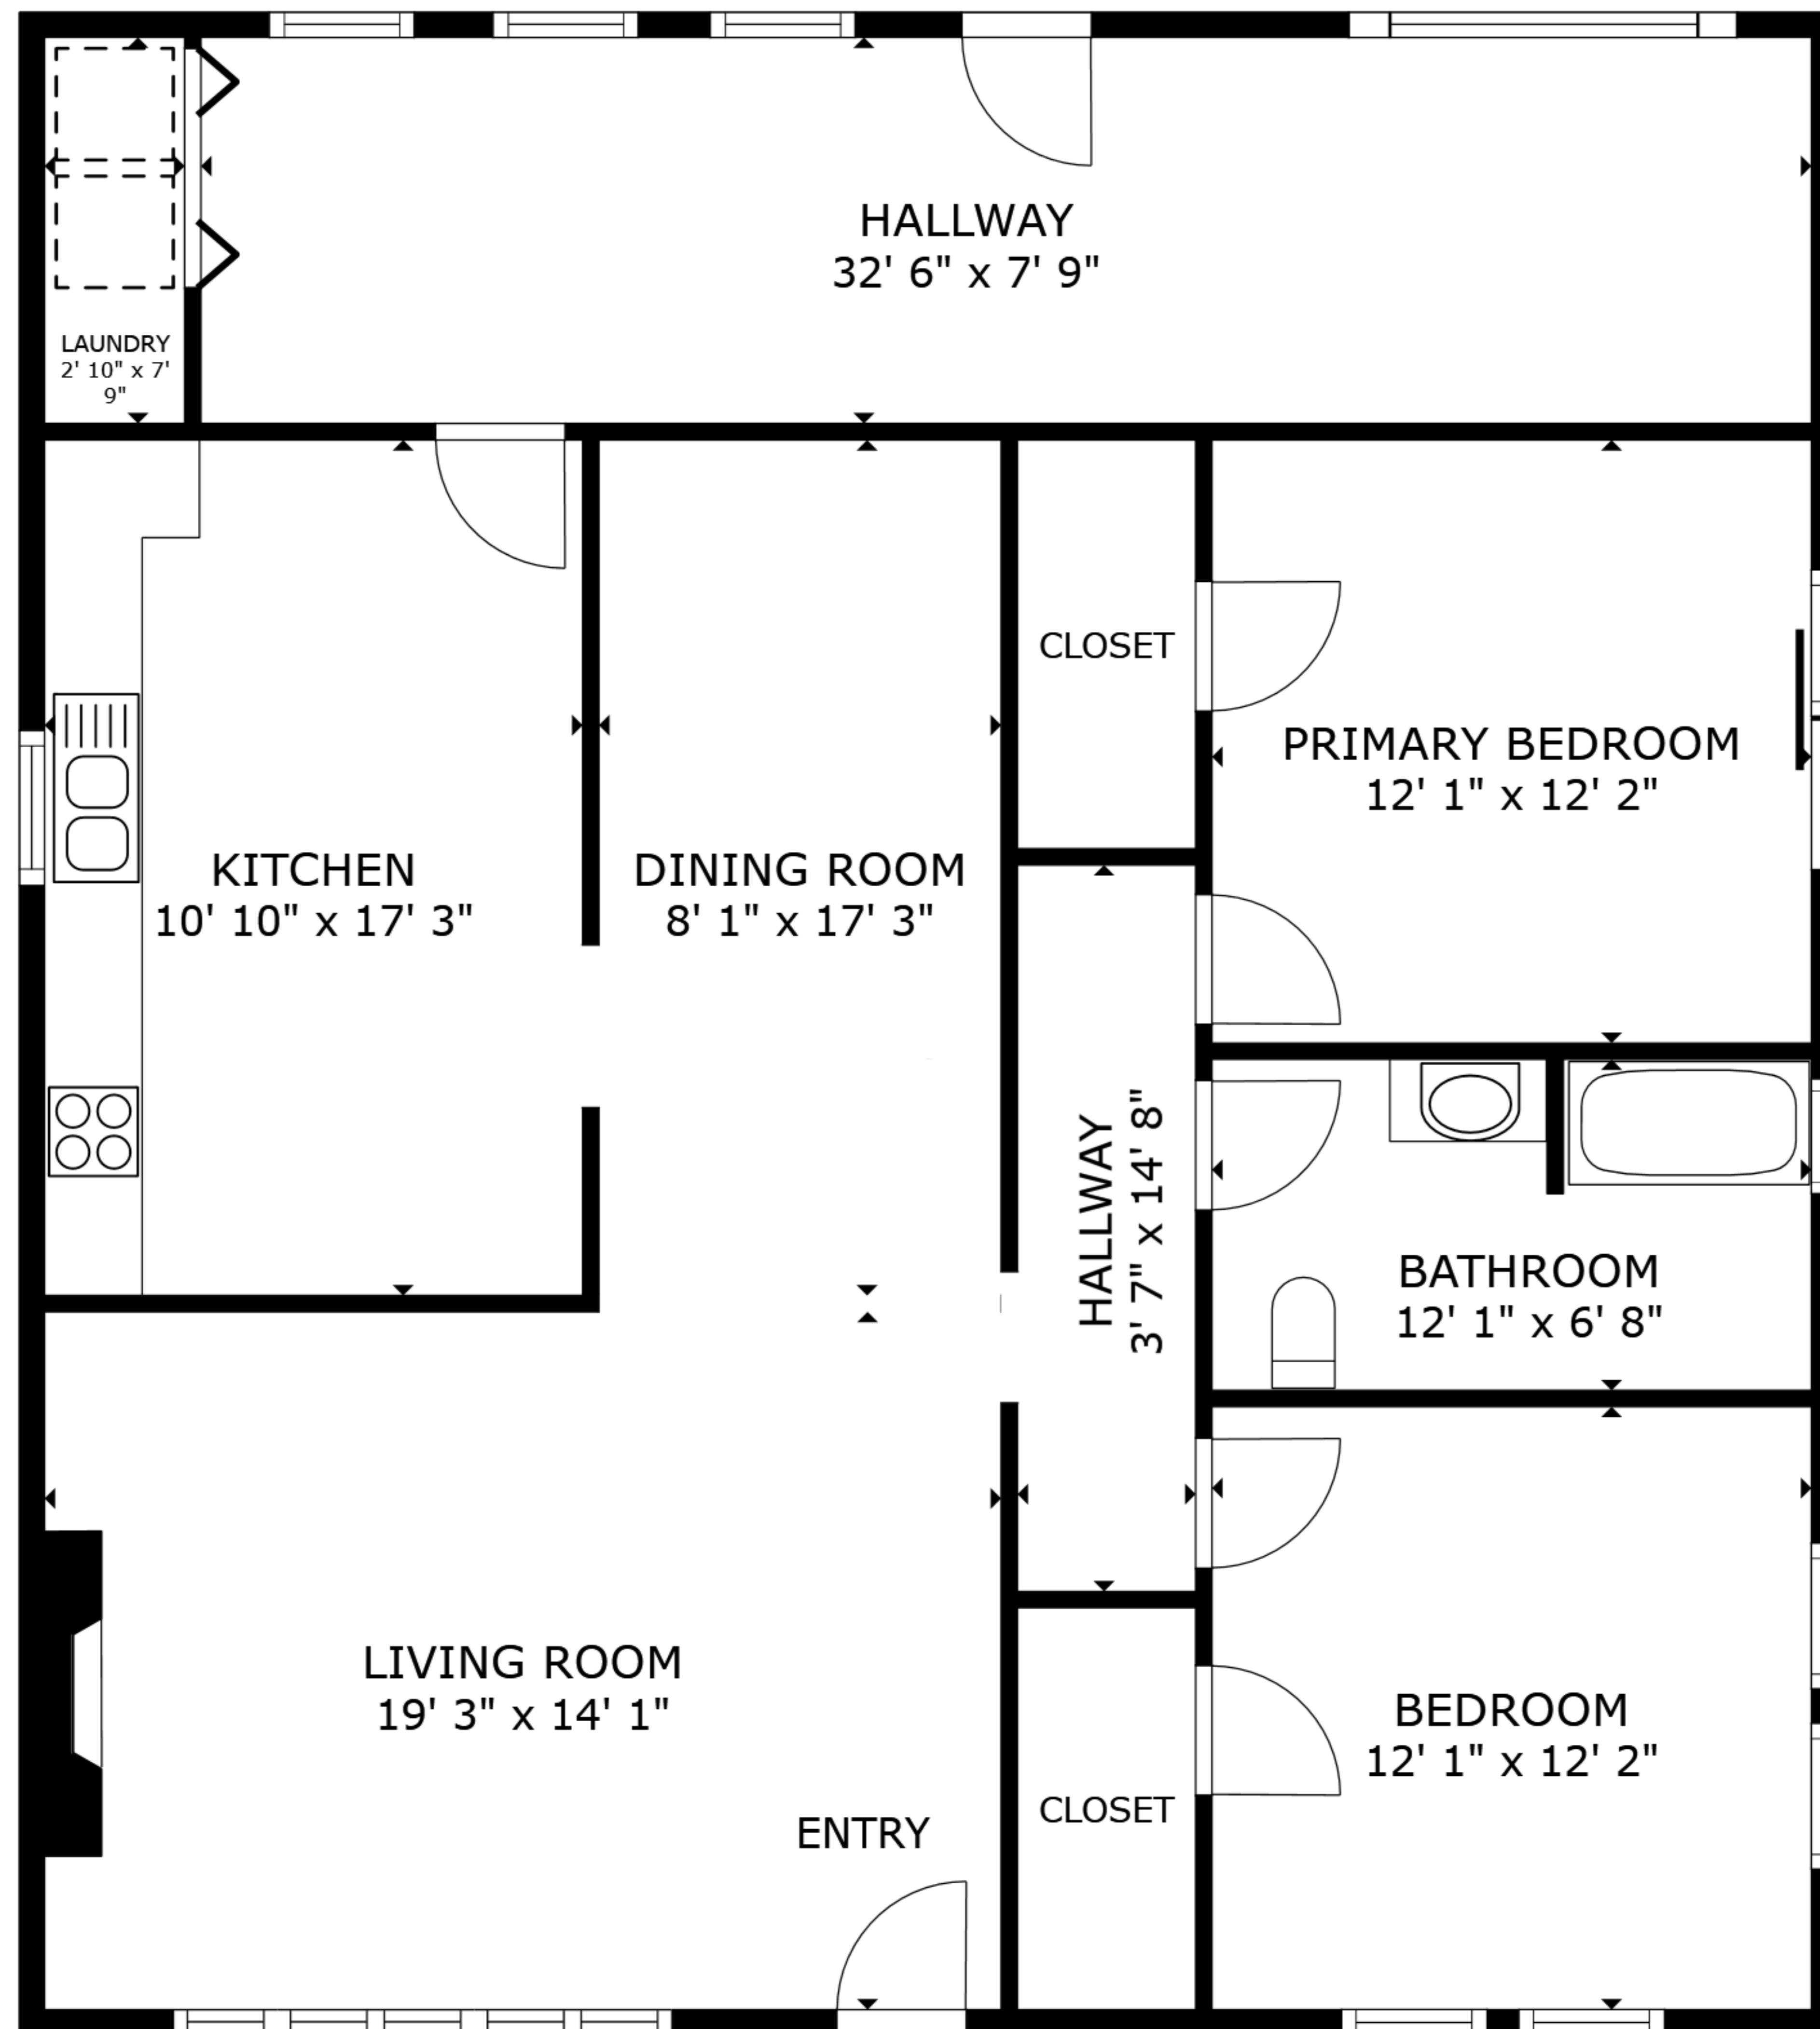 HALLWAY
32' 6" x 7' 9"
LAUNDRY
2' 10" x 7'
9"
CLOSET
PRIMARY BEDROOM
12' 1" x 12' 2"
KITCHEN
10' 10" x 17' 3"
DINING ROOM
8' 1" x 17' 3"
HALLWAY
3' 7" x 14' 8"
BATHROOM
12' 1" x 6' 8"
LIVING ROOM
19' 3" x 14' 1"
BEDROOM
12' 1" x 12' 2"
CLOSET
ENTRY